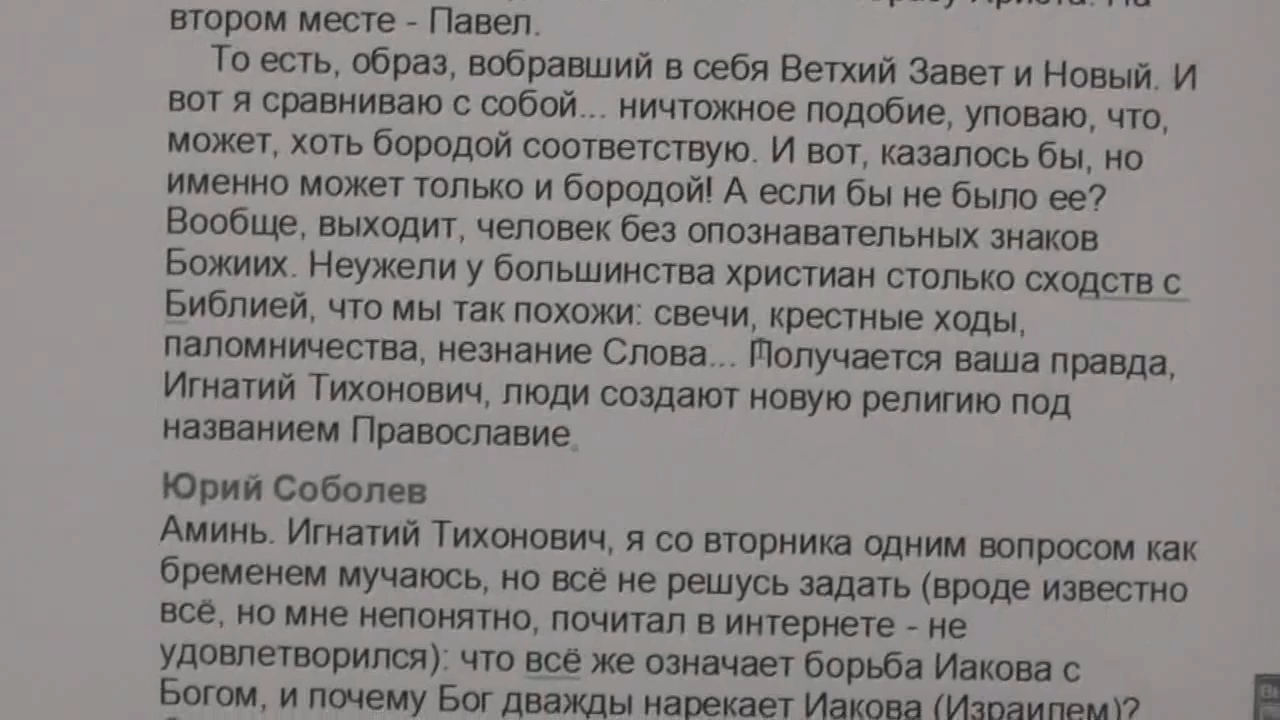 втором месте - Павел.
То есть, образ, вобравший в себя Ветхий Завет и Новый. И
вот я сравниваю с собой... ничтожное подобие, уповаю, что,
может, хоть бородой соответствую. И вот, казалось бы, но
именно может только и бородой! А если бы не было ее?
Вообще, выходит, человек без опознавательных знаков
Божиих. Неужели у большинства христиан столько сходств с
Библией, что мы так похожи: свечи, крестные ходы,
паломничества, незнание Слова... Получается ваша правда,
Игнатий Тихонович, люди создают новую религию под
названием Православие.
Юрий Соболев
Аминь. Игнатий Тихонович, я со вторника одним вопросом как
бременем мучаюсь, но всё не решусь задать (вроде известно
всё, но мне непонятно, почитал в интернете - не
удовлетворился): что всё же означает борьба Иакова с
Богом, и почему Бог дважды нарекает Иакова (Израилем)?